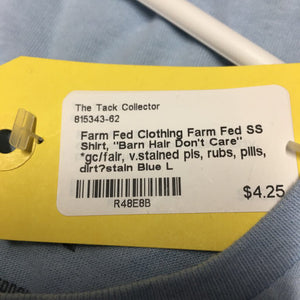 The Tack Collector
815343-62
Farm Fed Clothing Farm Fed SS
Shirt, "Barn Hair Don't Care"
*gc/fair, v.stained pis, rubs, pills,
dirt?stain Blue L
$4.25
R48E8B